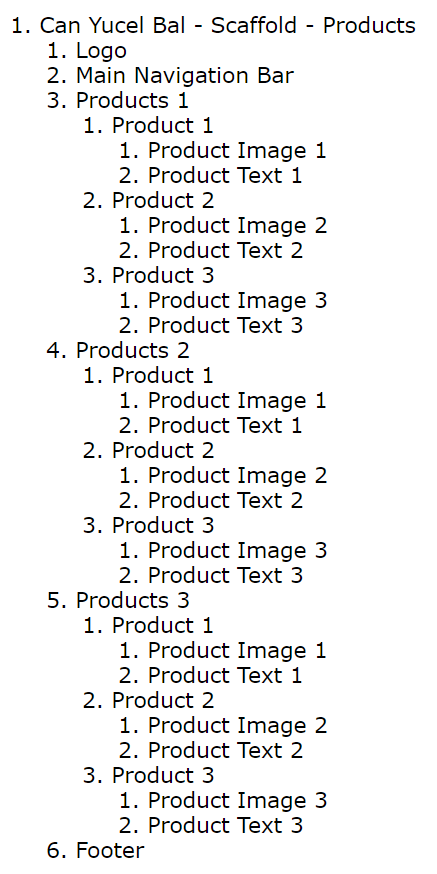 1. Can Yucel Bal - Scaffold - Products
1. Logo
2. Main Navigation Bar
3. Products 1
1. Product 1
1. Product Image 1
2. Product Text 1
2. Product 2
1. Product Image 2
2. Product Text 2
3. Product 3
1. Product Image 3
2. Product Text 3
4. Products 2
1. Product 1
1. Product Image 1
2. Product Text 1
2. Product 2
1. Product Image 2
2. Product Text 2
3. Product 3
1. Product Image 3
2. Product Text 3
5. Products 3
1. Product 1
1. Product Image 1
2. Product Text 1
2. Product 2
1. Product Image 2
2. Product Text 2
3. Product 3
1. Product Image 3
2. Product Text 3
6. Footer